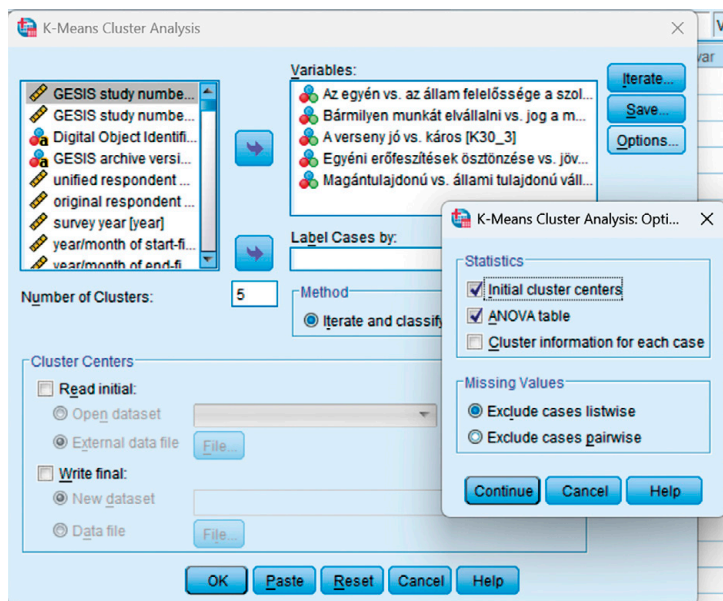 K-Means Cluster Analysis
GESIS study numbe...
GESIS study numbe...
Digital Object Identifi...
GESIS archive versi...
unified respondent ...
original respondent ...
survey year [year]
year/month of start-fi...
year/month of end-fi...
Variables:
Az egyén vs. az állam felelőssége a szol...
Bármilyen munkát elvállalni vs. jog a m...
A verseny jó vs. káros [K30_3]
Egyéni erőfeszítések ösztönzése vs. jöv...
Magántulajdonú vs. állami tulajdonú váll...
Iterate...
Save...
Options...
Label Cases by:
Number of Clusters:
5
Method
Iterate and classify
Cluster Centers
Read initial:
Open dataset
External data file
File...
Write final:
New dataset
Data file
File...
OK
Paste
Reset
Cancel
Help
K-Means Cluster Analysis: Opti...
Statistics
Initial cluster centers
ANOVA table
Cluster information for each case
Missing Values
Exclude cases listwise
Exclude cases pairwise
Continue
Cancel
Help
V
var